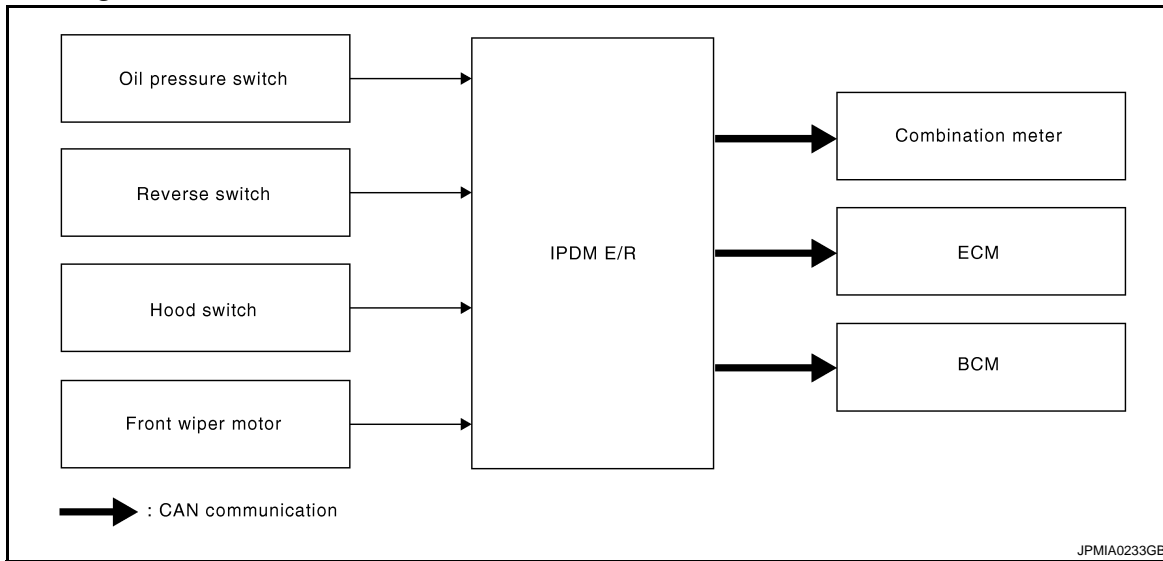 Oil pressure switch
Reverse switch
Hood switch
Front wiper motor
IPDM E/R
Combination meter
ECM
BCM
: CAN communication
JPMIA0233GB